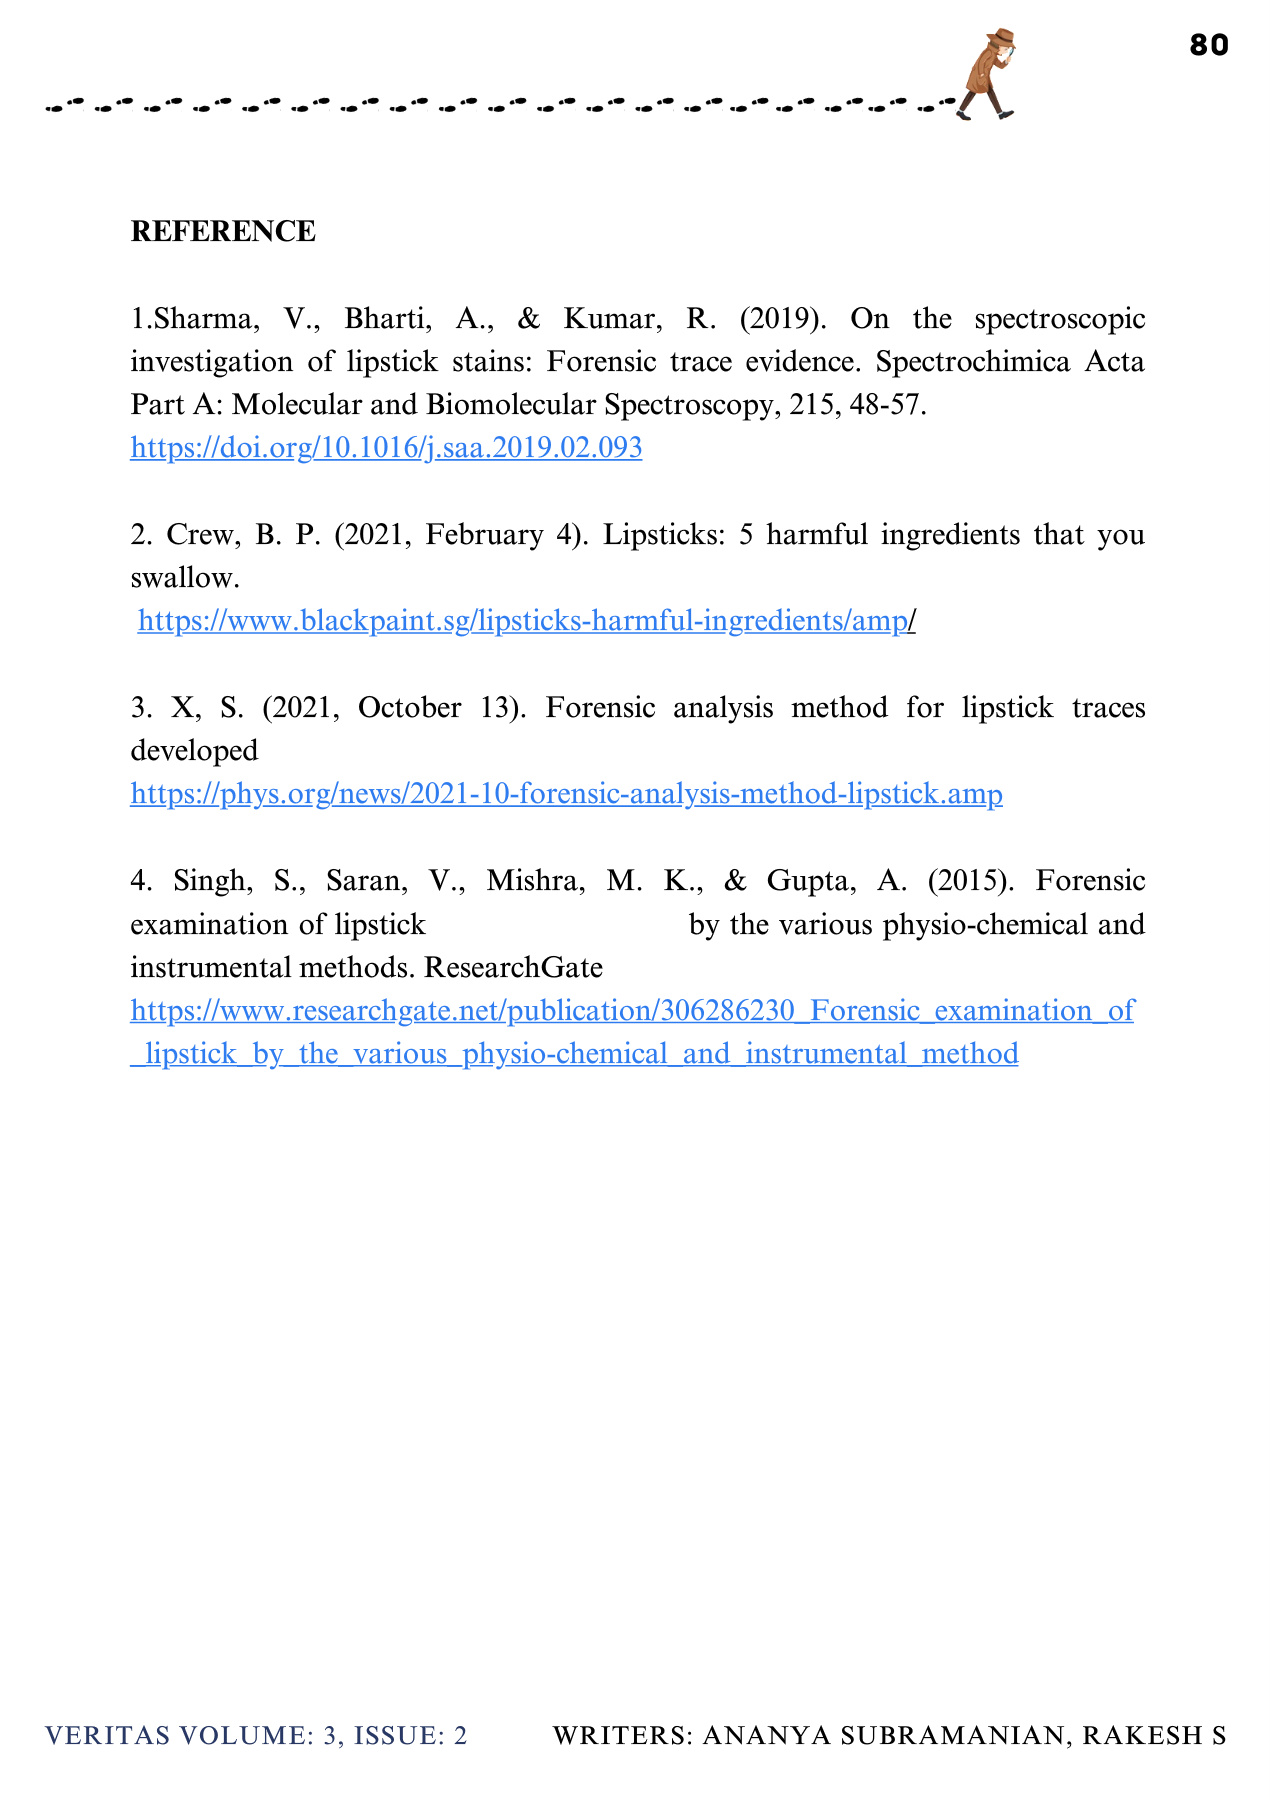 80
REFERENCE
1.Sharma, V., Bharti, A., & Kumar, R. (2019). On the spectroscopic
investigation of lipstick stains: Forensic trace evidence. Spectrochimica Acta
Part A: Molecular and Biomolecular Spectroscopy, 215, 48-57.
https://doi.org/10.1016/j.saa.2019.02.093
2. Crew, B. P. (2021, February 4). Lipsticks: 5 harmful ingredients that you
swallow.
https://www.blackpaint.sg/lipsticks-harmful-ingredients/amp/
3. X, S. (2021, October 13). Forensic analysis method for lipstick traces
developed
https://phys.org/news/2021-10-forensic-analysis-method-lipstick.amp
4. Singh, S., Saran, V., Mishra, M. K., & Gupta, A. (2015). Forensic
examination of lipstick by the various physio-chemical and
instrumental methods. ResearchGate
https://www.researchgate.net/publication/306286230_Forensic_examination_of
_lipstick_by_the_various_physio-chemical_and_instrumental_method
VERITAS VOLUME: 3, ISSUE: 2 WRITERS: ANANYA SUBRAMANIAN, RAKESH S